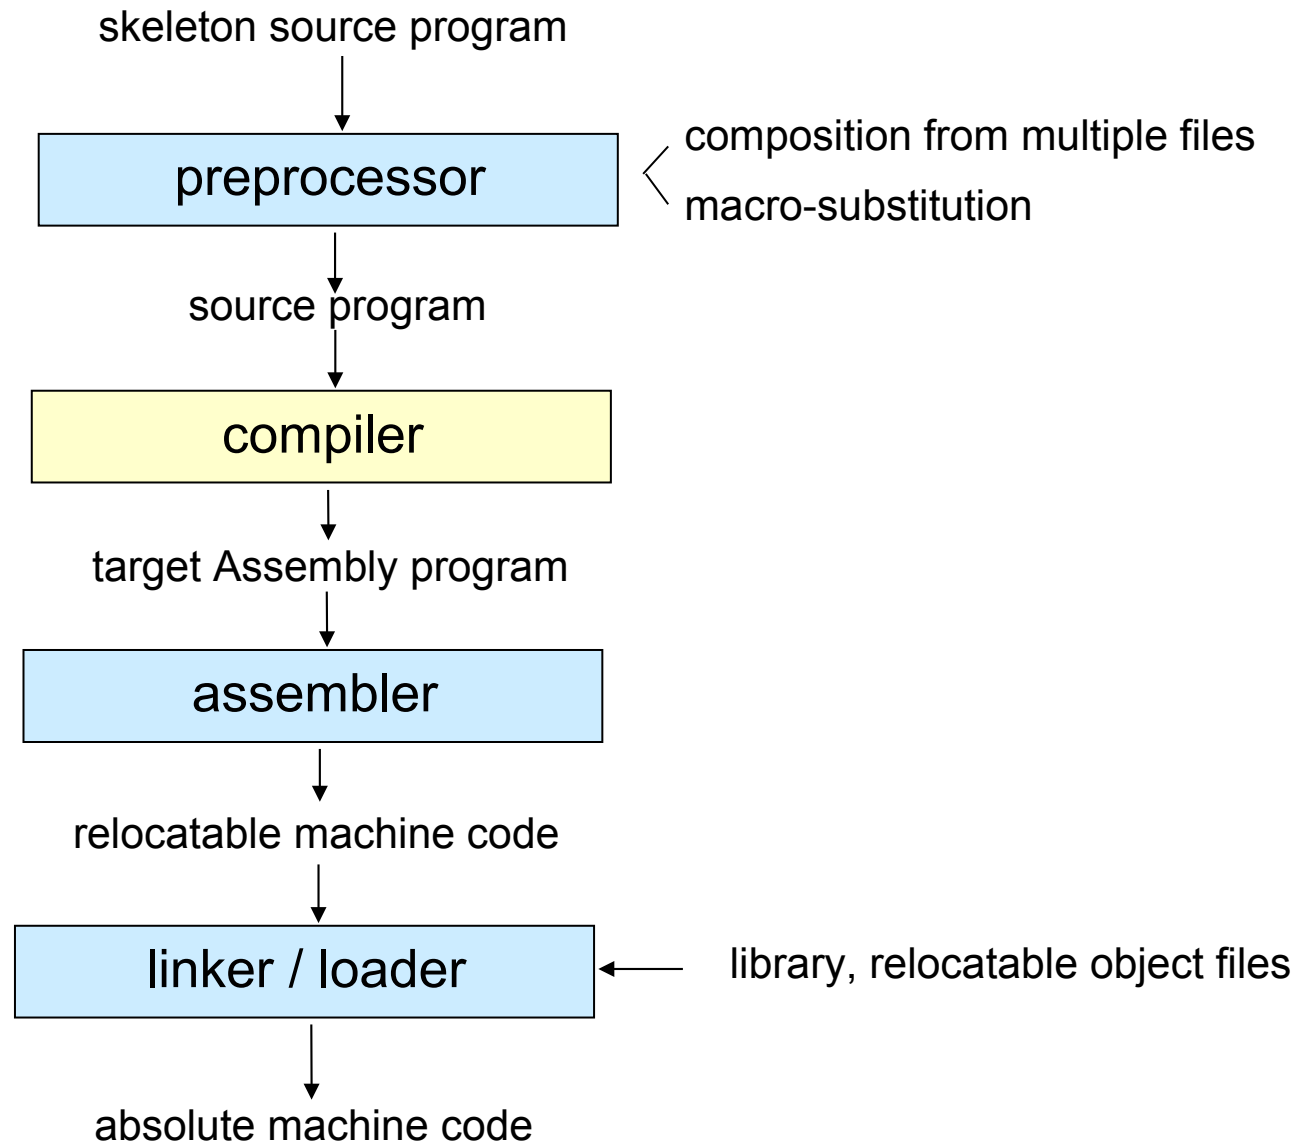 skeleton source program
preprocessor
composition from multiple files
macro-substitution
source program
compiler
target Assembly program
assembler
relocatable machine code
linker / loader
library, relocatable object files
absolute machine code